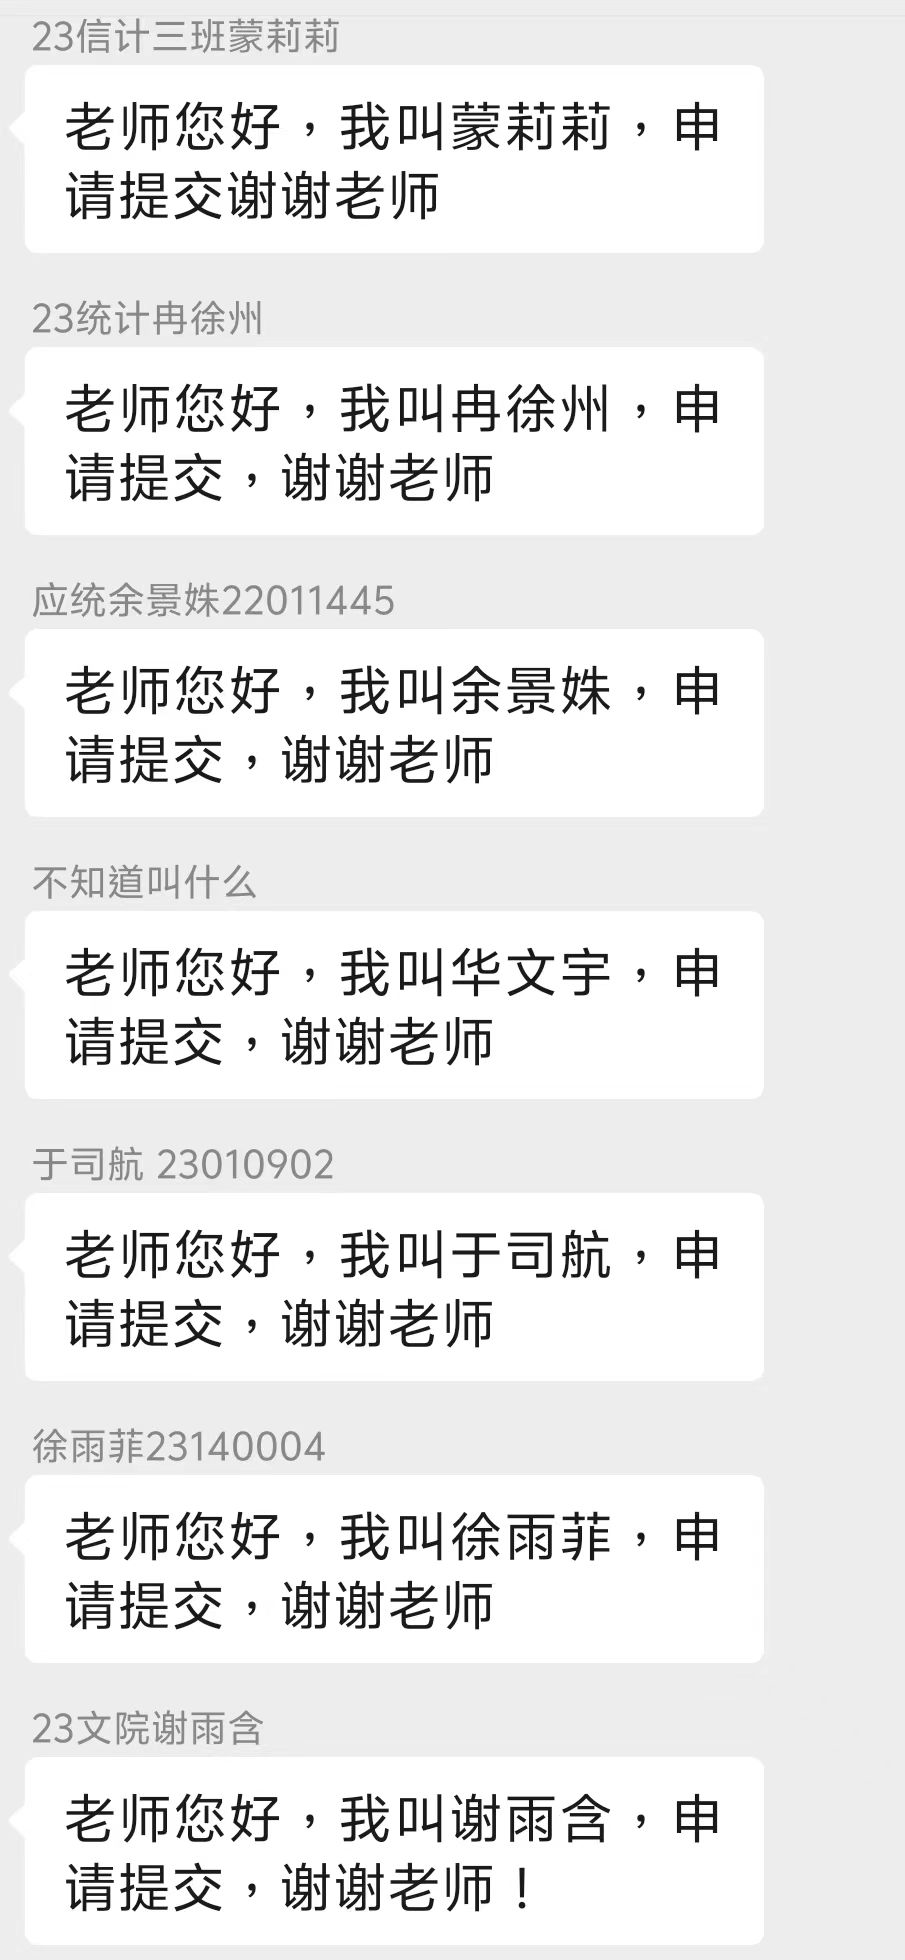 23信计三班蒙莉莉
老师您好，我叫蒙莉莉，申
请提交谢谢老师
23统计冉徐州
老师您好，我叫冉徐州，申
请提交，谢谢老师
应统余景姝22011445
老师您好，我叫余景姝，申
请提交，谢谢老师
不知道叫什么
老师您好，我叫华文宇，申
请提交，谢谢老师
于司航 23010902
老师您好，我叫于司航，申
请提交，谢谢老师
徐雨菲23140004
老师您好，我叫徐雨菲，申
请提交，谢谢老师
23文院谢雨含
老师您好，我叫谢雨含，申
请提交，谢谢老师！